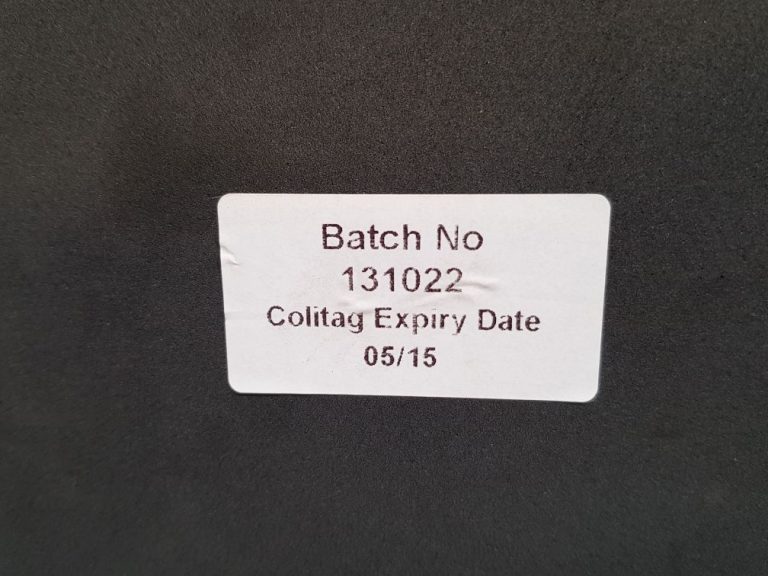 Batch No
131022
Colitag Expiry Date
05/15